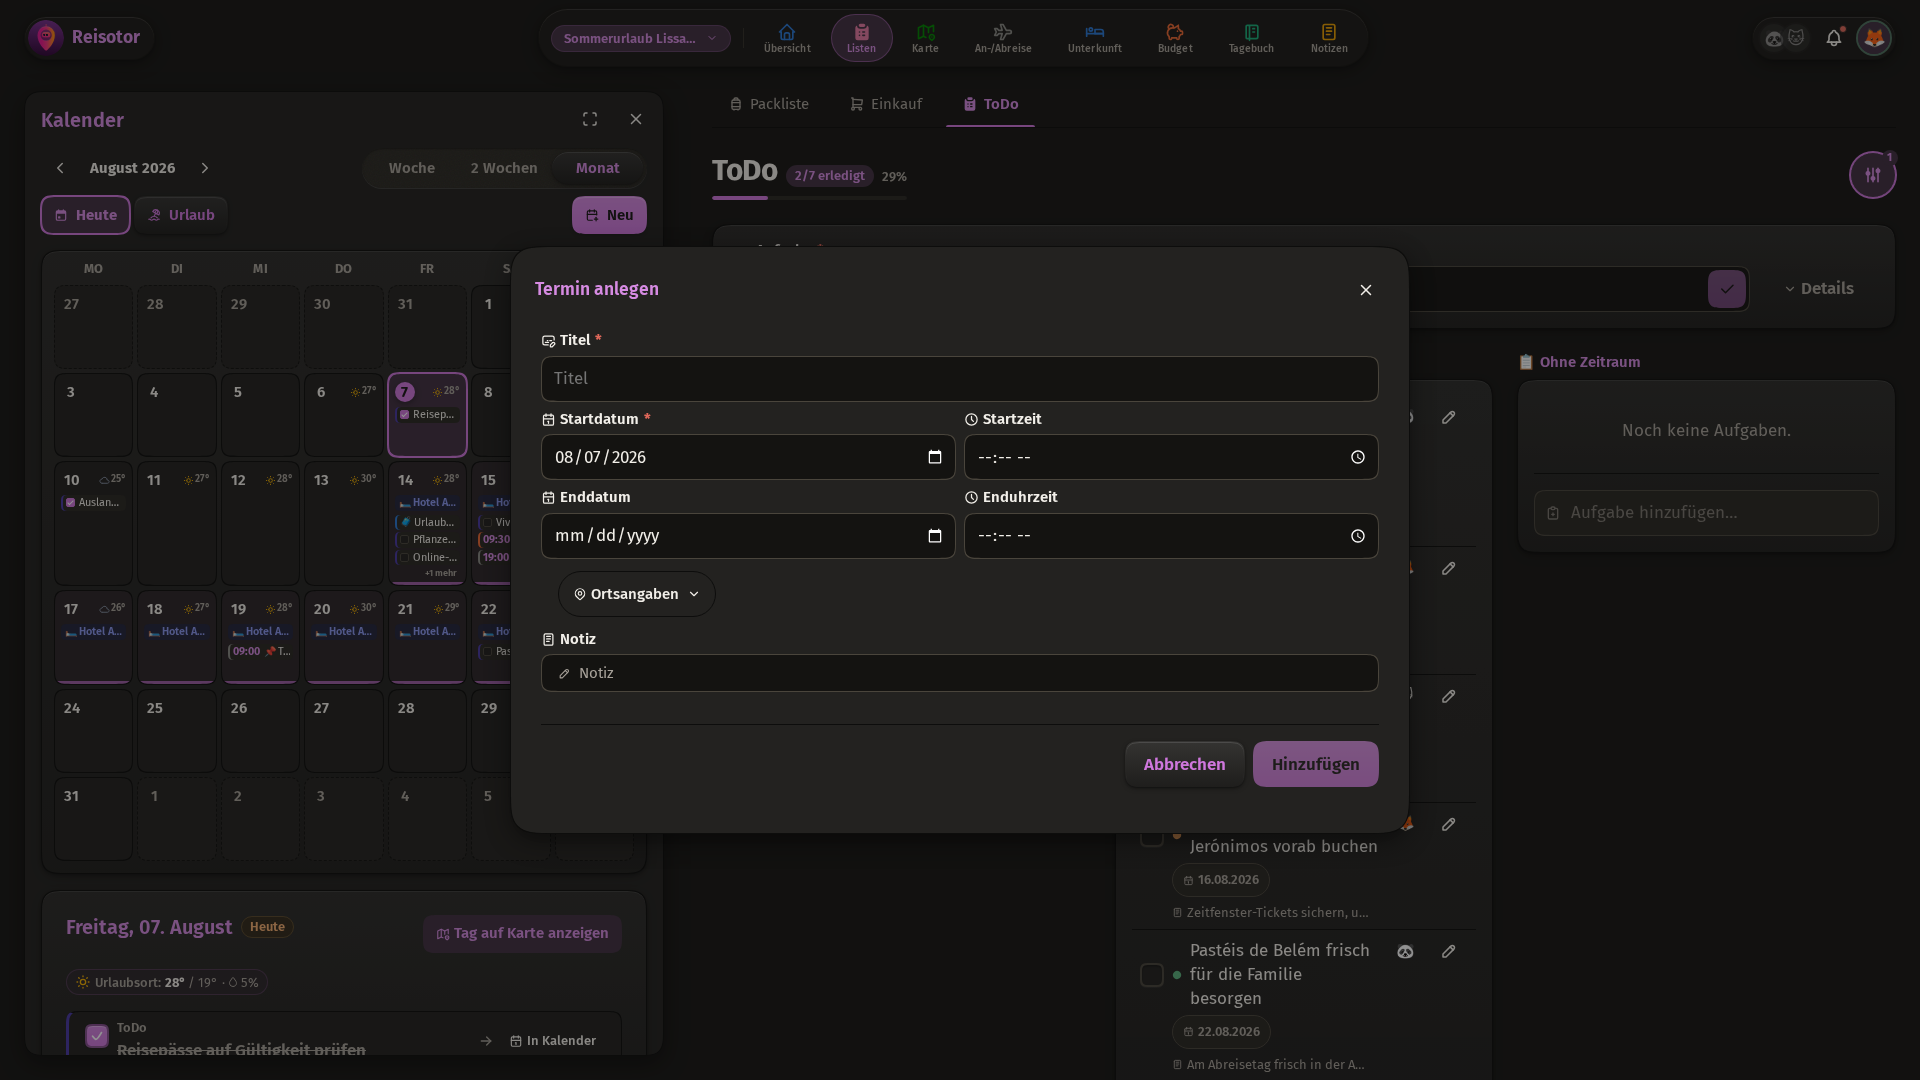 Reisotor
Sommerurlaub Lissa...
Übersicht
Listen
Karte
An-/Abreise
Unterkunft
Budget
Tagebuch
Notizen
Kalender
August 2026
Woche
2 Wochen
Monat
Heute
Urlaub
Neu
MO
DI
MI
DO
FR
27
28
29
30
31
1
3
4
5
6
27°
7
28°
8
Reisep...
10
25°
11
27°
12
28°
13
30°
14
28°
15
Auslan...
Hotel A...
Urlaub...
Pflanze...
Online-...
+1 mehr
09:30
19:00
17
26°
18
27°
19
28°
20
30°
21
29°
22
Hotel A...
Hotel A...
Hotel A...
Hotel A...
Hotel A...
09:00
24
25
26
27
28
29
31
1
2
3
4
5
Freitag, 07. August
Heute
Tag auf Karte anzeigen
Urlaubsort: 28° / 19° · 5%
ToDo
Reisepässe auf Gültigkeit prüfen
In Kalender
Packliste
Einkauf
ToDo
ToDo
2/7 erledigt
29%
1
Details
Ohne Zeitraum
Noch keine Aufgaben.
Aufgabe hinzufügen...
Termin anlegen
Titel *
Titel
Startdatum *
Startzeit
08/07/2026
--:-- --
Enddatum
Enduhrzeit
mm/dd/yyyy
--:-- --
Ortsangaben
Notiz
Notiz
Abbrechen
Hinzufügen
Jerónimos vorab buchen
16.08.2026
Zeitfenster-Tickets sichern, u...
Pastéis de Belém frisch
für die Familie
besorgen
22.08.2026
Am Abreisetag frisch in der A...